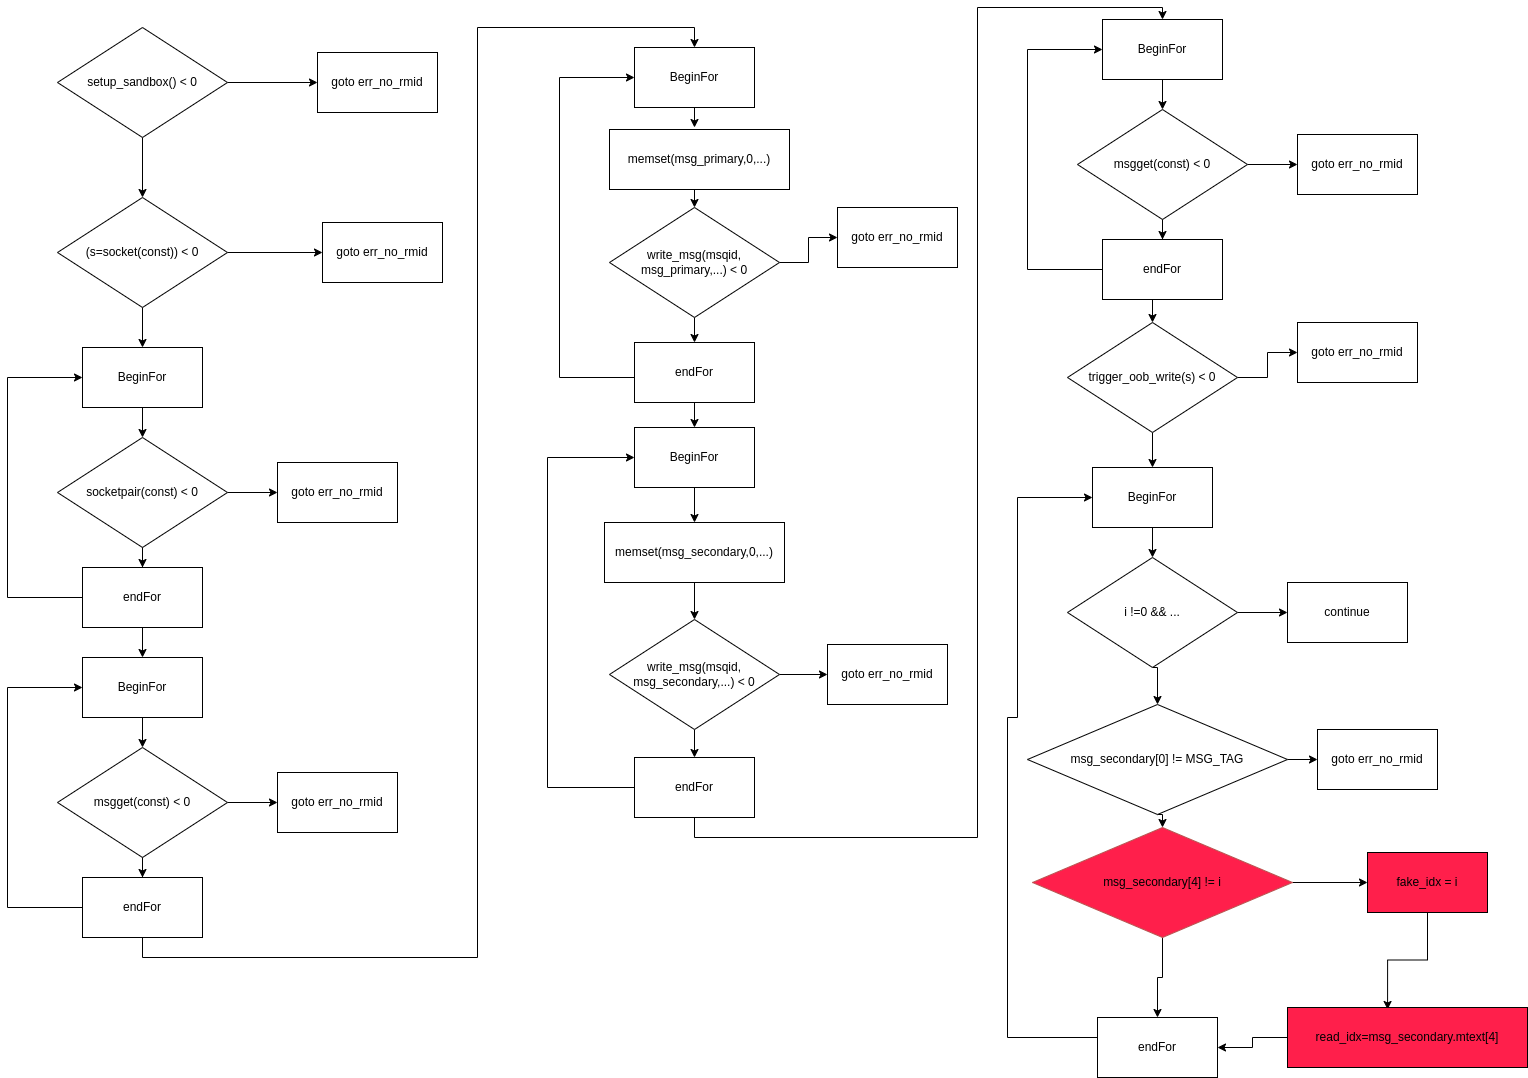 setup_sandbox() < 0
goto err_no_rmid
(s=socket(const)) < 0
goto err_no_rmid
BeginFor
socketpair(const) < 0
goto err_no_rmid
endFor
BeginFor
msgget(const) < 0
goto err_no_rmid
endFor
BeginFor
memset(msg_primary,0,...)
write_msg(msqid,
msg_primary,...) < 0
goto err_no_rmid
endFor
BeginFor
memset(msg_secondary,0,...)
write_msg(msqid,
msg_secondary,...) < 0
goto err_no_rmid
endFor
BeginFor
msgget(const) < 0
goto err_no_rmid
endFor
trigger_oob_write(s) < 0
goto err_no_rmid
BeginFor
i !=0 && ...
continue
msg_secondary[0] != MSG_TAG
goto err_no_rmid
msg_secondary[4] != i
fake_idx = i
read_idx=msg_secondary.mtext[4]
endFor